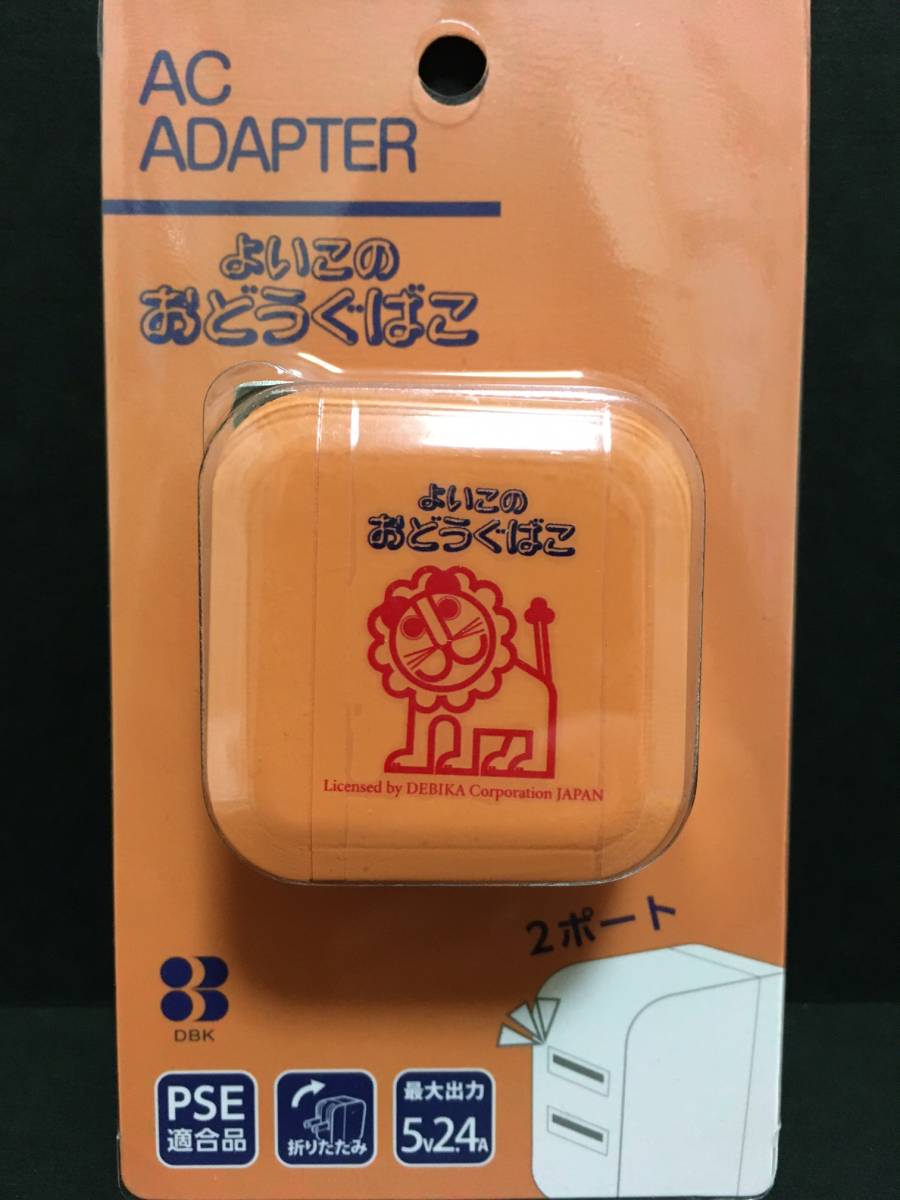 AC
ADAPTER
よいこの
おどうぐばこ
よいこの
おどうぐばこ
Licensed by DEBIKA Corporation JAPAN
2ポート
DBK
PSE
適合品
折りたたみ
最大出力
5V2.4A